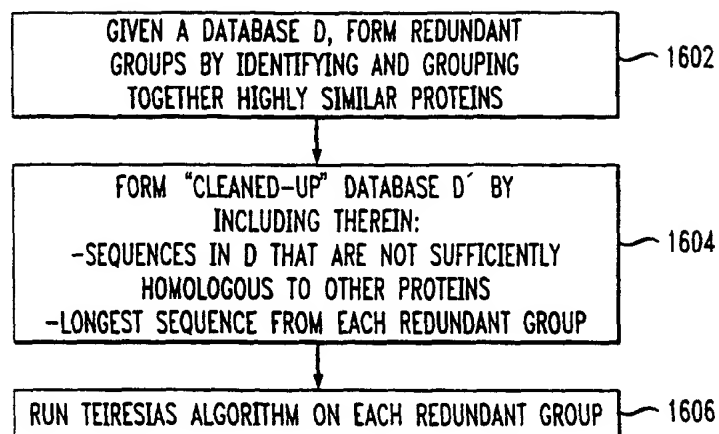 GIVEN A DATABASE D, FORM REDUNDANT
GROUPS BY IDENTIFYING AND GROUPING
TOGETHER HIGHLY SIMILAR PROTEINS
1602
FORM "CLEANED-UP" DATABASE D´ BY
INCLUDING THEREIN:
-SEQUENCES IN D THAT ARE NOT SUFFICIENTLY
HOMOLOGOUS TO OTHER PROTEINS
-LONGEST SEQUENCE FROM EACH REDUNDANT GROUP
1604
RUN TEIRESIAS ALGORITHM ON EACH REDUNDANT GROUP
1606